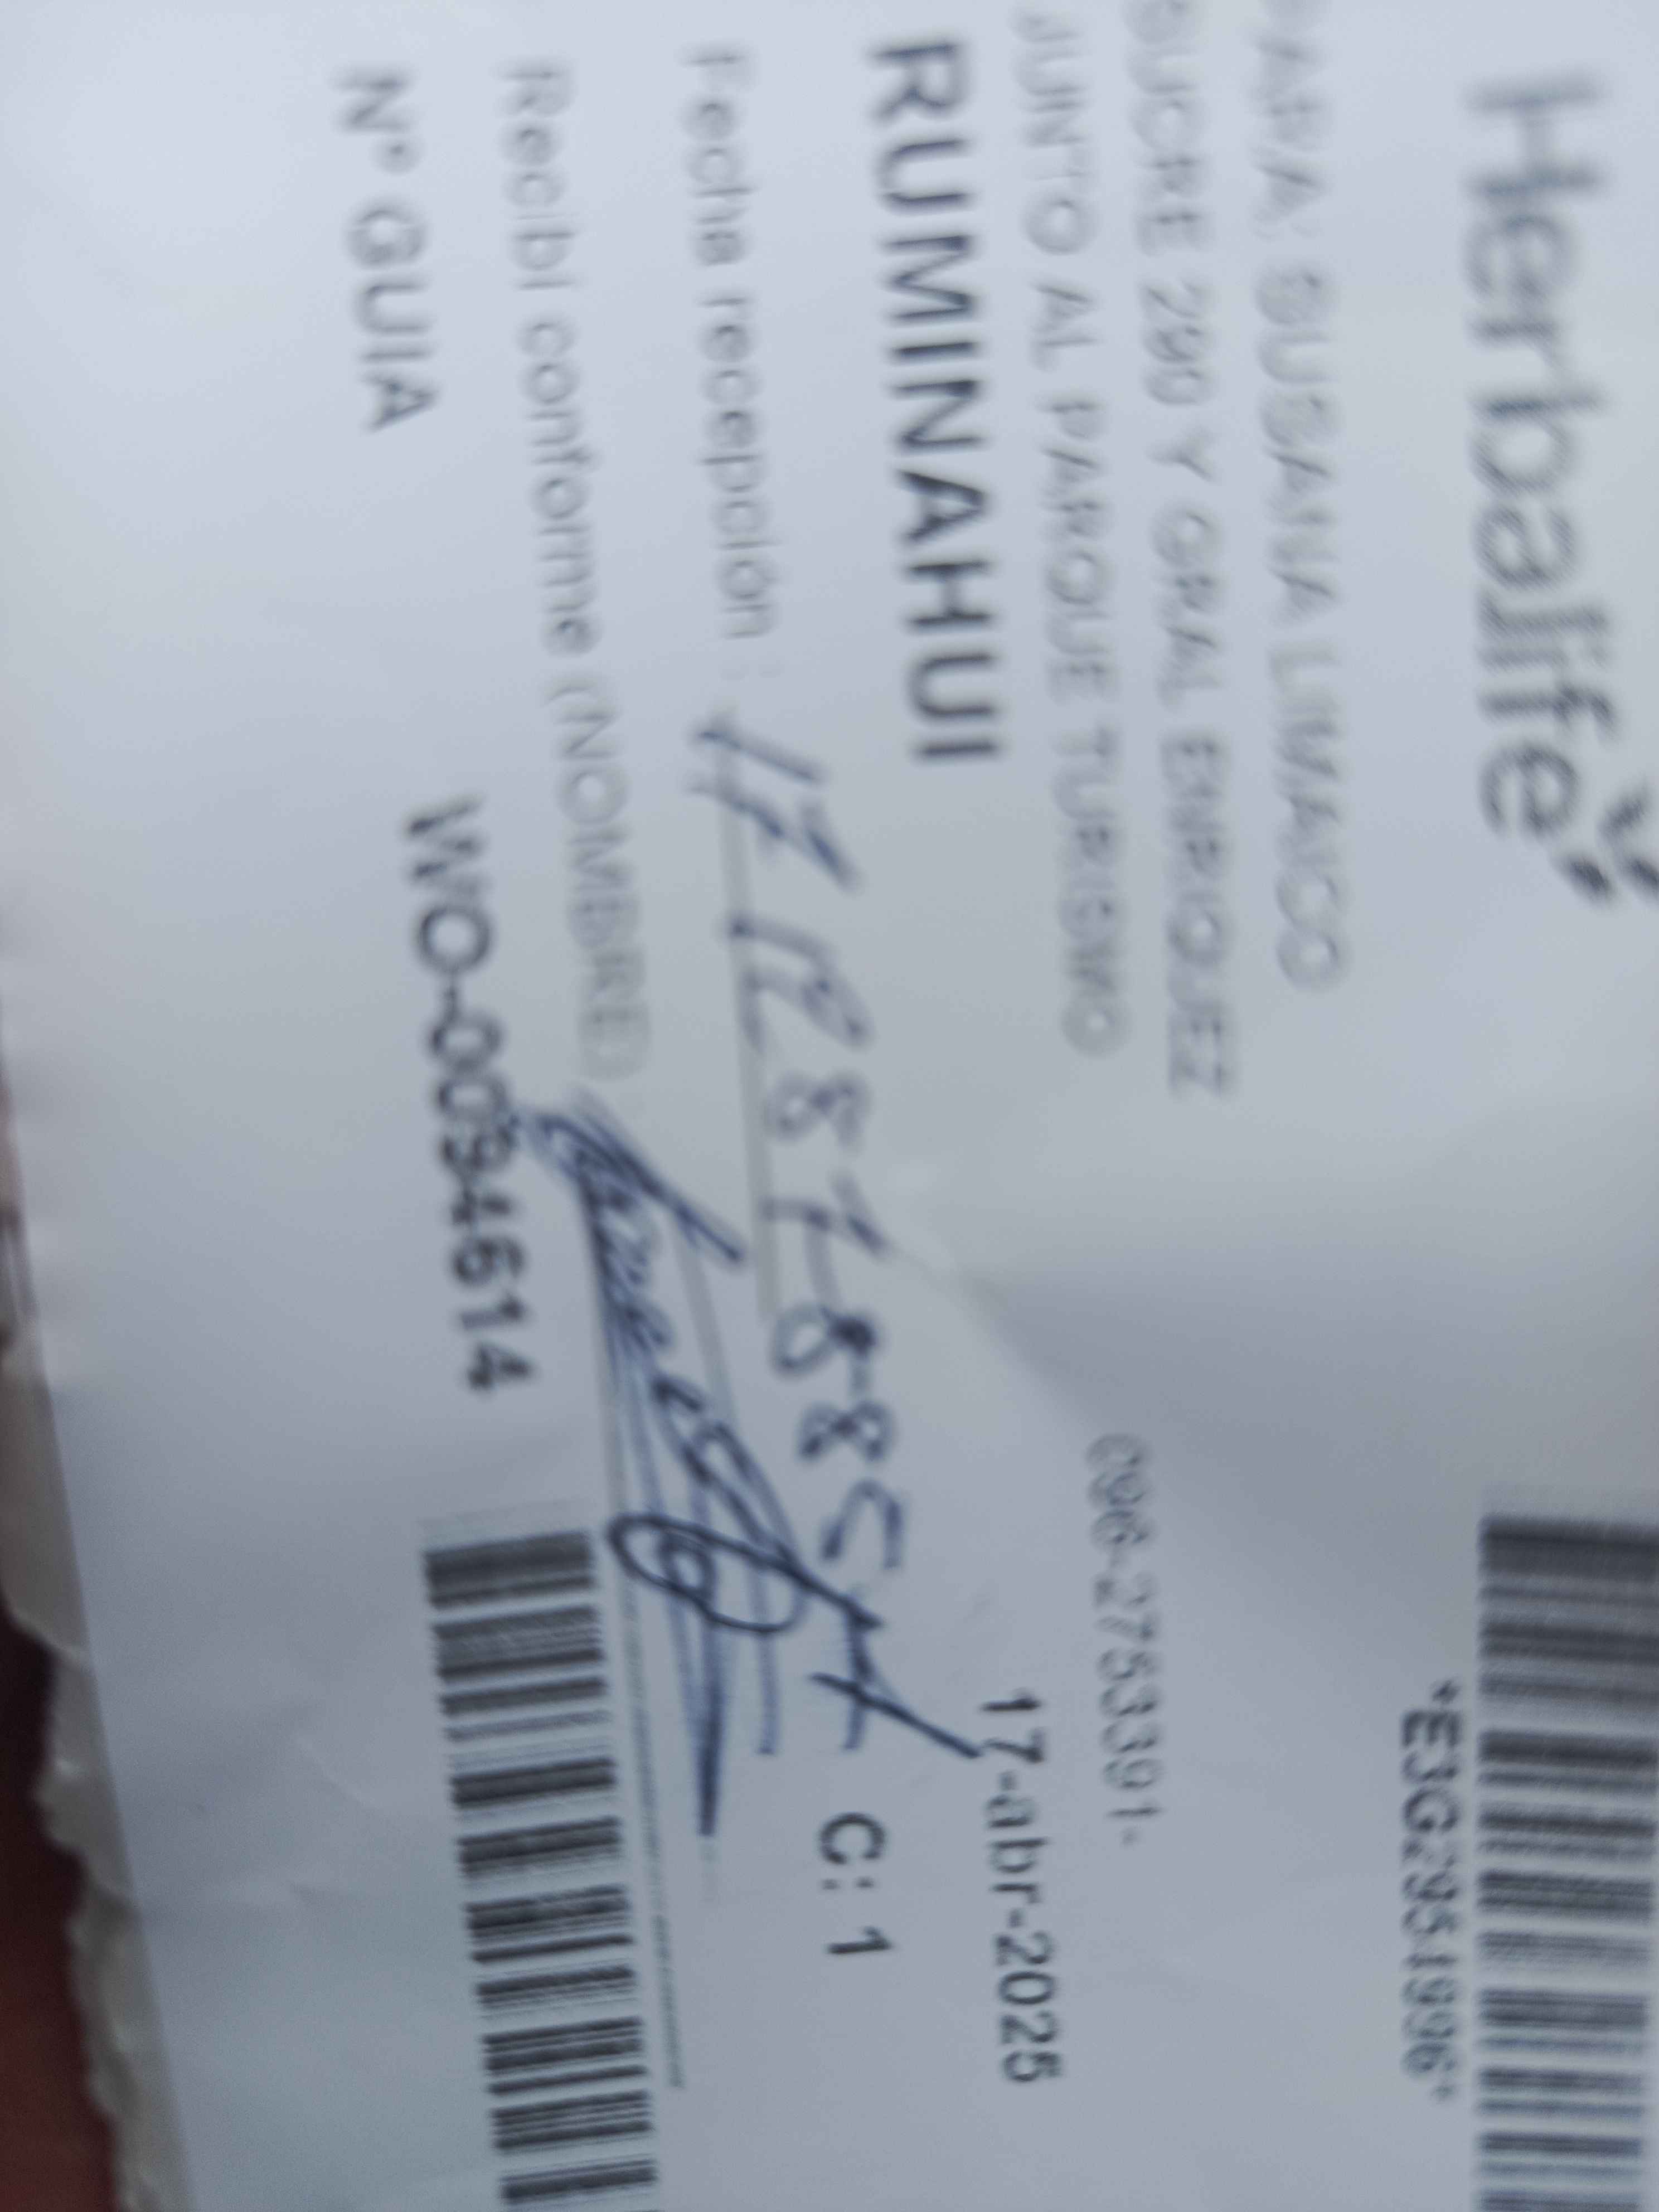 Herbalife
*E3G2951996*
PARA: SUSANA LIMAICO
SUCRE 290 Y GRAL ENRIQUEZ
JUNTO AL PARQUE TURISMO
096-2753391-
RUMINAHUI
17-abr-2025
C: 1
Fecha recepción :
Recibí conforme (NOMBRE)
Nº GUIA
WO-0094614